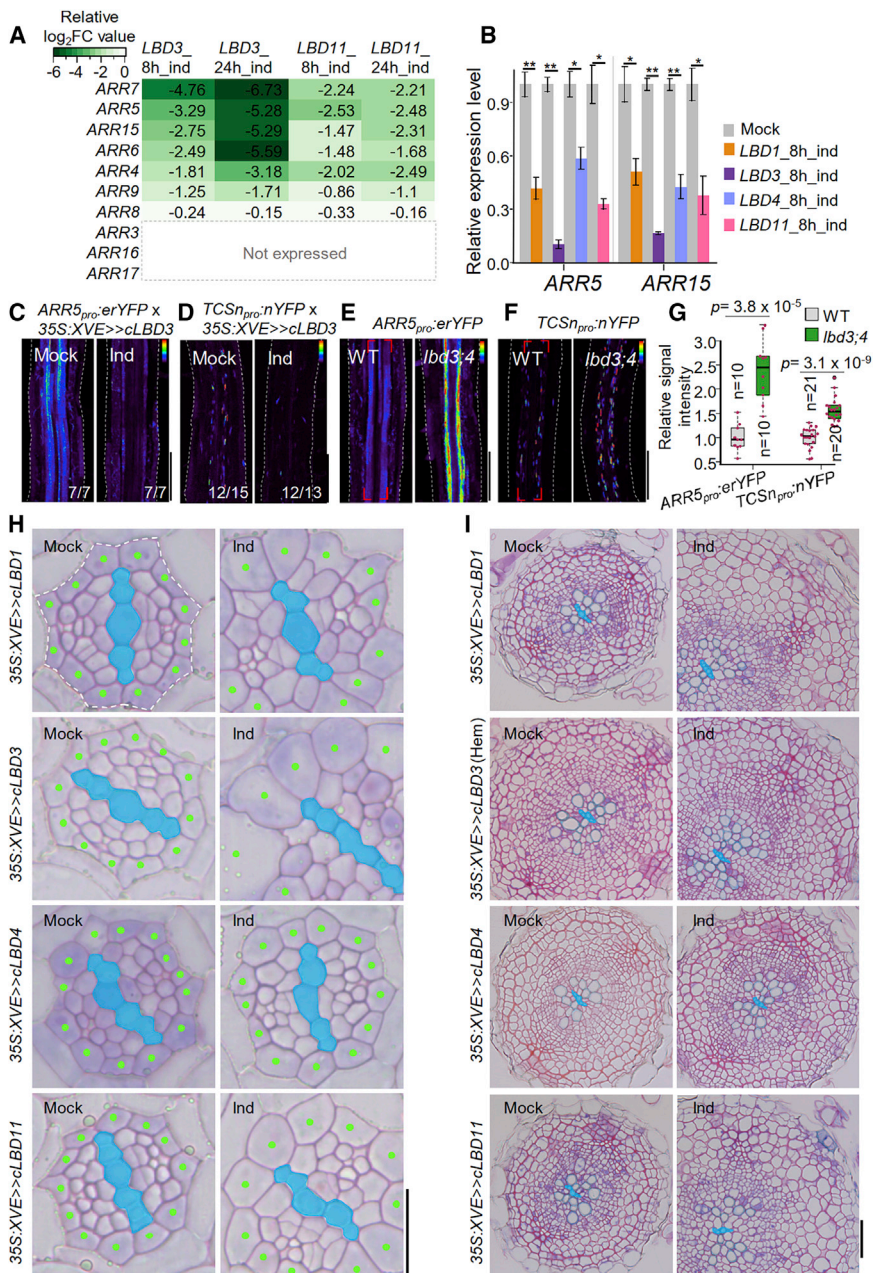 A
Relative
log2FC value
-6 -4 -2 0
LBD3_ 8h_ind
LBD3_ 24h_ind
LBD11_ 8h_ind
LBD11_ 24h_ind
ARR7 -4.76 -6.73 -2.24 -2.21
ARR5 -3.29 -5.28 -2.53 -2.48
ARR15 -2.75 -5.29 -1.47 -2.31
ARR6 -2.49 -5.59 -1.48 -1.68
ARR4 -1.81 -3.18 -2.02 -2.49
ARR9 -1.25 -1.71 -0.86 -1.1
ARR8 -0.24 -0.15 -0.33 -0.16
ARR3
ARR16 Not expressed
ARR17
B
Relative expression level
0.9
0.6
0.3
0.0
** ** * * * ** ** *
ARR5 ARR15
Mock
LBD1_8h_ind
LBD3_8h_ind
LBD4_8h_ind
LBD11_8h_ind
C
ARR5pro:erYFP x
35S:XVE>>cLBD3
Mock Ind
7/7 7/7
D
TCSnpro:nYFP x
35S:XVE>>cLBD3
Mock Ind
12/15 12/13
E
ARR5pro:erYFP
WT lbd3;4
F
TCSnpro:nYFP
WT lbd3;4
G
p= 3.8 x 10-5
WT
lbd3;4
p= 3.1 x 10-9
Relative signal
intensity
3.0
2.5
2.0
1.5
1.0
0.5
n=10
n=10
n=21
n=20
ARR5pro:erYFP
TCSnpro:nYFP
H
35S:XVE>>cLBD1
Mock Ind
35S:XVE>>cLBD3
Mock Ind
35S:XVE>>cLBD4
Mock Ind
35S:XVE>>cLBD11
Mock Ind
I
35S:XVE>>cLBD1
Mock Ind
35S:XVE>>cLBD3 (Hem)
Mock Ind
35S:XVE>>cLBD4
Mock Ind
35S:XVE>>cLBD11
Mock Ind